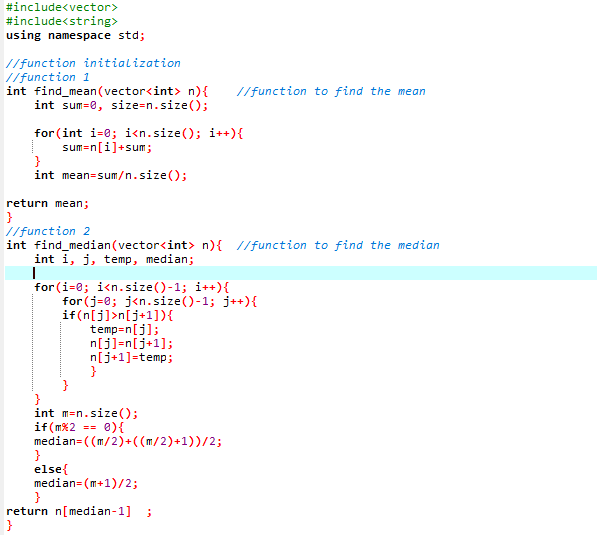 #include<vector>
#include<string>
using namespace std;
//function initialization
//function 1
int find_mean(vector<int> n){    //function to find the mean
    int sum=0, size=n.size();
    for(int i=0; i<n.size(); i++){
        sum=n[i]+sum;
    }
    int mean=sum/n.size();
return mean;
}
//function 2
int find_median(vector<int> n){  //function to find the median
    int i, j, temp, median;
    for(i=0; i<n.size()-1; i++){
        for(j=0; j<n.size()-1; j++){
        if(n[j]>n[j+1]){
            temp=n[j];
            n[j]=n[j+1];
            n[j+1]=temp;
            }
        }
    }
    int m=n.size();
    if(m%2 == 0){
    median=((m/2)+((m/2)+1))/2;
    }
    else{
    median=(m+1)/2;
    }
return n[median-1]  ;
}